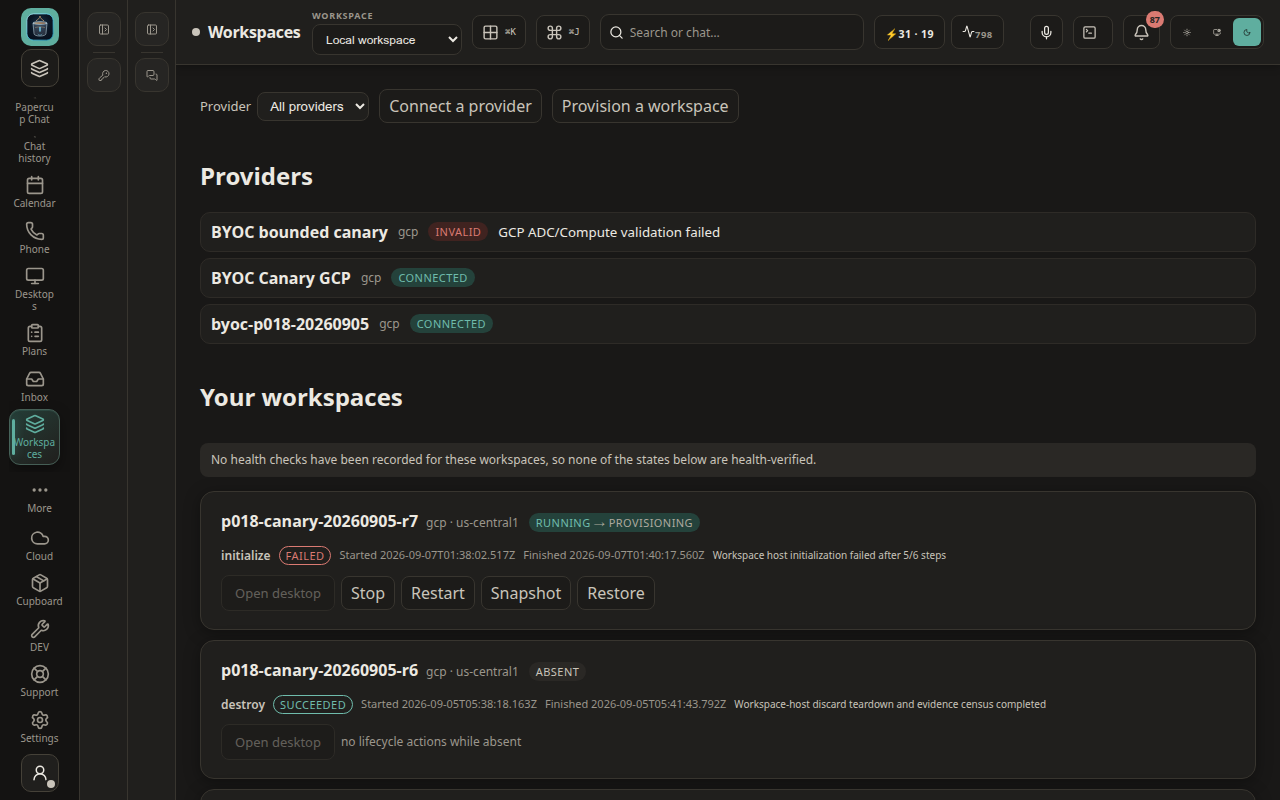 WORKSPACE
Workspaces
Local workspace
⌘K
⌘J
Search or chat...
⚡31 · 19
798
87
Papercu
p Chat
Chat
history
Calendar
Phone
Desktop
s
Plans
Inbox
Workspa
ces
More
Cloud
Cupboard
DEV
Support
Settings
Provider
All providers
Connect a provider
Provision a workspace
Providers
BYOC bounded canary gcp INVALID GCP ADC/Compute validation failed
BYOC Canary GCP gcp CONNECTED
byoc-p018-20260905 gcp CONNECTED
Your workspaces
No health checks have been recorded for these workspaces, so none of the states below are health-verified.
p018-canary-20260905-r7 gcp · us-central1 RUNNING → PROVISIONING
initialize FAILED Started 2026-09-07T01:38:02.517Z Finished 2026-09-07T01:40:17.560Z Workspace host initialization failed after 5/6 steps
Open desktop Stop Restart Snapshot Restore
p018-canary-20260905-r6 gcp · us-central1 ABSENT
destroy SUCCEEDED Started 2026-09-05T05:38:18.163Z Finished 2026-09-05T05:41:43.792Z Workspace-host discard teardown and evidence census completed
Open desktop no lifecycle actions while absent